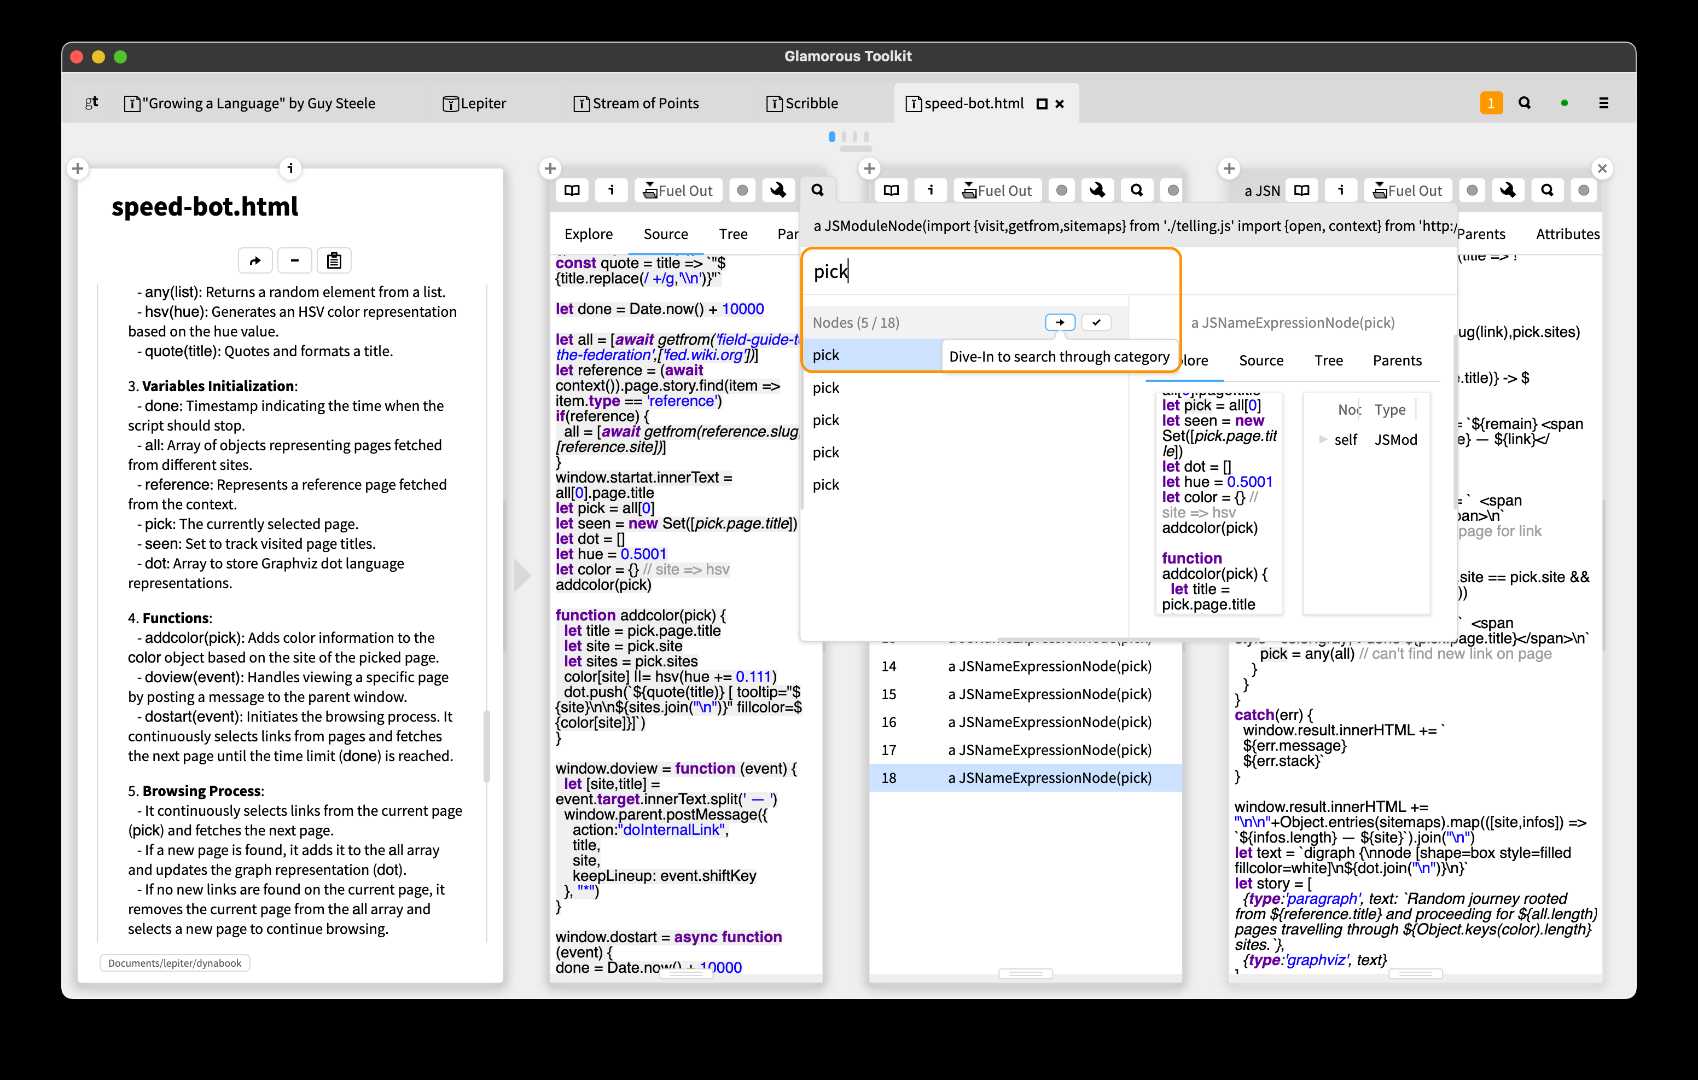 Glamorous Toolkit
gt
"Growing a Language" by Guy Steele
Lepiter
Stream of Points
Scribble
speed-bot.html
1
speed-bot.html
- any(list): Returns a random element from a list.
- hsv(hue): Generates an HSV color representation
based on the hue value.
- quote(title): Quotes and formats a title.
3. Variables Initialization:
- done: Timestamp indicating the time when the
script should stop.
- all: Array of objects representing pages fetched
from different sites.
- reference: Represents a reference page fetched
from the context.
- pick: The currently selected page.
- seen: Set to track visited page titles.
- dot: Array to store Graphviz dot language
representations.
4. Functions:
- addcolor(pick): Adds color information to the
color object based on the site of the picked page.
- doview(event): Handles viewing a specific page
by posting a message to the parent window.
- dostart(event): Initiates the browsing process. It
continuously selects links from pages and fetches
the next page until the time limit (done) is reached.
5. Browsing Process:
- It continuously selects links from the current page
(pick) and fetches the next page.
- If a new page is found, it adds it to the all array
and updates the graph representation (dot).
- If no new links are found on the current page, it
removes the current page from the all array and
selects a new page to continue browsing.
Documents/lepiter/dynabook
Fuel Out
Explore
Source
Tree
Par
const quote = title => `"$
{title.replace(/ +/g,'\\n')}"`
let done = Date.now() + 10000
let all = [await getfrom('field-guide-t
the-federation',['fed.wiki.org'])]
let reference = (await
context()).page.story.find(item =>
item.type == 'reference')
if(reference) {
all = [await getfrom(reference.slug,
[reference.site])]
}
window.startat.innerText =
all[0].page.title
let pick = all[0]
let seen = new Set([pick.page.title])
let dot = []
let hue = 0.5001
let color = {} // site => hsv
addcolor(pick)
function addcolor(pick) {
let title = pick.page.title
let site = pick.site
let sites = pick.sites
color[site] ||= hsv(hue += 0.111)
dot.push(`${quote(title)} [ tooltip="$
{site}\n\n${sites.join("\n")}" fillcolor=$
{color[site]}]`)
}
window.doview = function (event) {
let [site,title] =
event.target.innerText.split(' — ')
window.parent.postMessage({
action:"doInternalLink",
title,
site,
keepLineup: event.shiftKey
}, "*")
}
window.dostart = async function
(event) {
done = Date.now() + 10000
Fuel Out
a JSModuleNode(import {visit,getfrom,sitemaps} from './telling.js' import {open, context} from 'http:/
pick
Nodes (5 / 18)
pick
Dive-In to search through category
pick
pick
pick
pick
a JSNameExpressionNode(pick)
lore
Source
Tree
Parents
all[0].page.title
let pick = all[0]
let seen = new
Set([pick.page.tit
le])
let dot = []
let hue = 0.5001
let color = {} //
site => hsv
addcolor(pick)
function
addcolor(pick) {
let title =
pick.page.title
Type
self
JSMod
14 a JSNameExpressionNode(pick)
15 a JSNameExpressionNode(pick)
16 a JSNameExpressionNode(pick)
17 a JSNameExpressionNode(pick)
18 a JSNameExpressionNode(pick)
a JSN
Fuel Out
Parents
Attributes
ug(link),pick.sites)
.title)} -> $
= `${remain} <span
e} — ${link}</
= ` <span
pan>\n`
page for link
.site == pick.site &&
))
` <span
page.title}</span>\n`
pick = any(all) // can't find new link on page
}
}
}
catch(err) {
window.result.innerHTML += `
${err.message}
${err.stack}`
}
window.result.innerHTML +=
"\n\n"+Object.entries(sitemaps).map(([site,infos]) =>
`${infos.length} — ${site}`).join("\n")
let text = `digraph {\nnode [shape=box style=filled
fillcolor=white]\n${dot.join("\n")}\n}`
let story = [
{type:'paragraph', text: `Random journey rooted
from ${reference.title} and proceeding for ${all.length}
pages travelling through ${Object.keys(color).length}
sites.`},
{type:'graphviz', text}